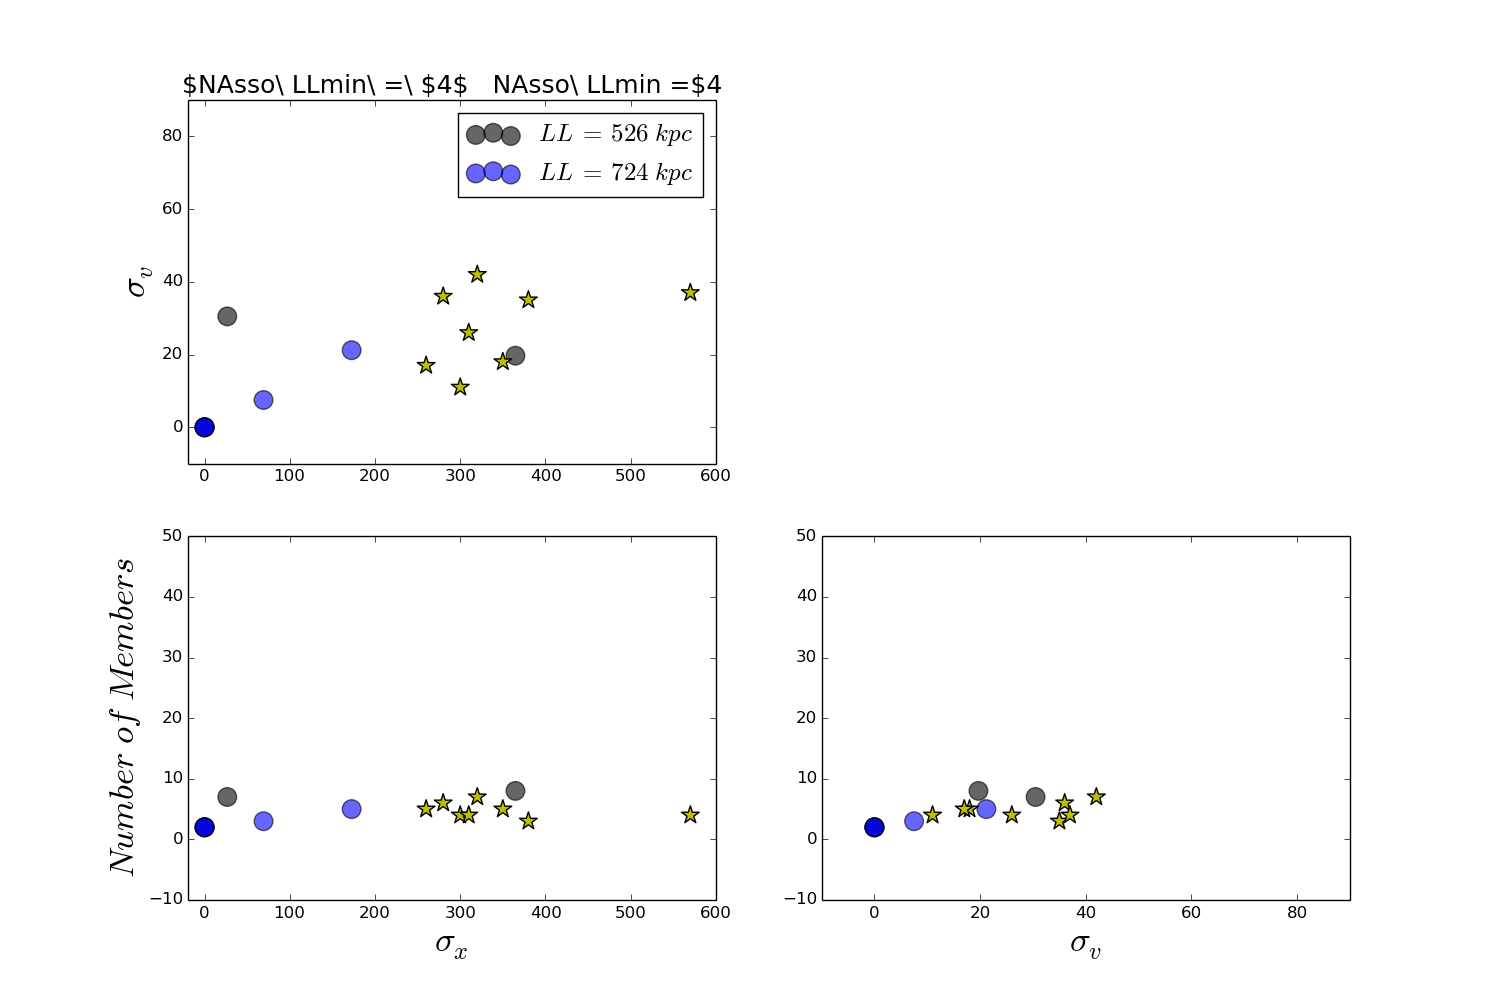 $NAsso\ LLmin\ =\ $4$   NAsso\ LLmin =$4
80
60
40
20
0
σ_v
LL = 526 kpc
LL = 724 kpc
0 100 200 300 400 500 600
50
40
30
20
10
0
−10
Number of Members
0 100 200 300 400 500 600
σ_x
50
40
30
20
10
0
−10
0 20 40 60 80
σ_v